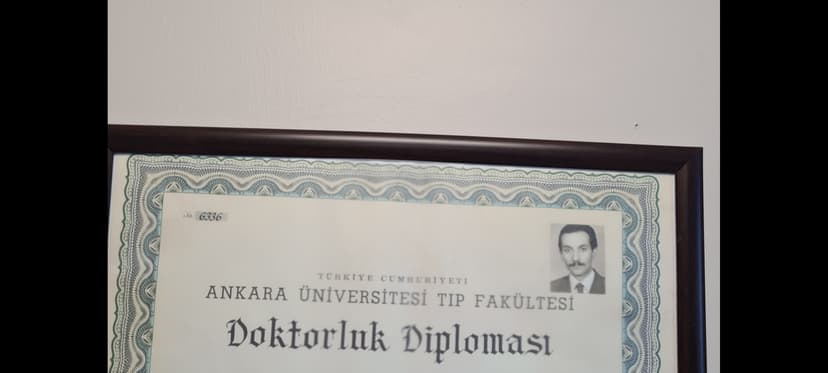 No. 6336
TÜRKİYE CUMHURİYETİ
ANKARA ÜNİVERSİTESİ TIP FAKÜLTESİ
Doktorluk Diploması